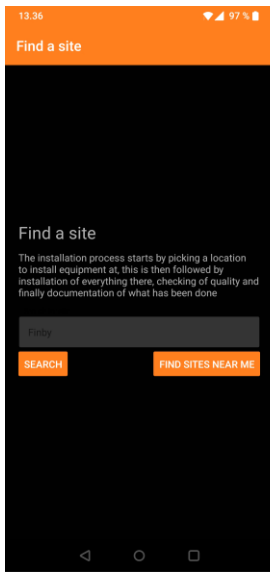 13.36
97 %
Find a site
Find a site
The installation process starts by picking a location
to install equipment at, this is then followed by
installation of everything there, checking of quality and
finally documentation of what has been done
Finby
SEARCH
FIND SITES NEAR ME